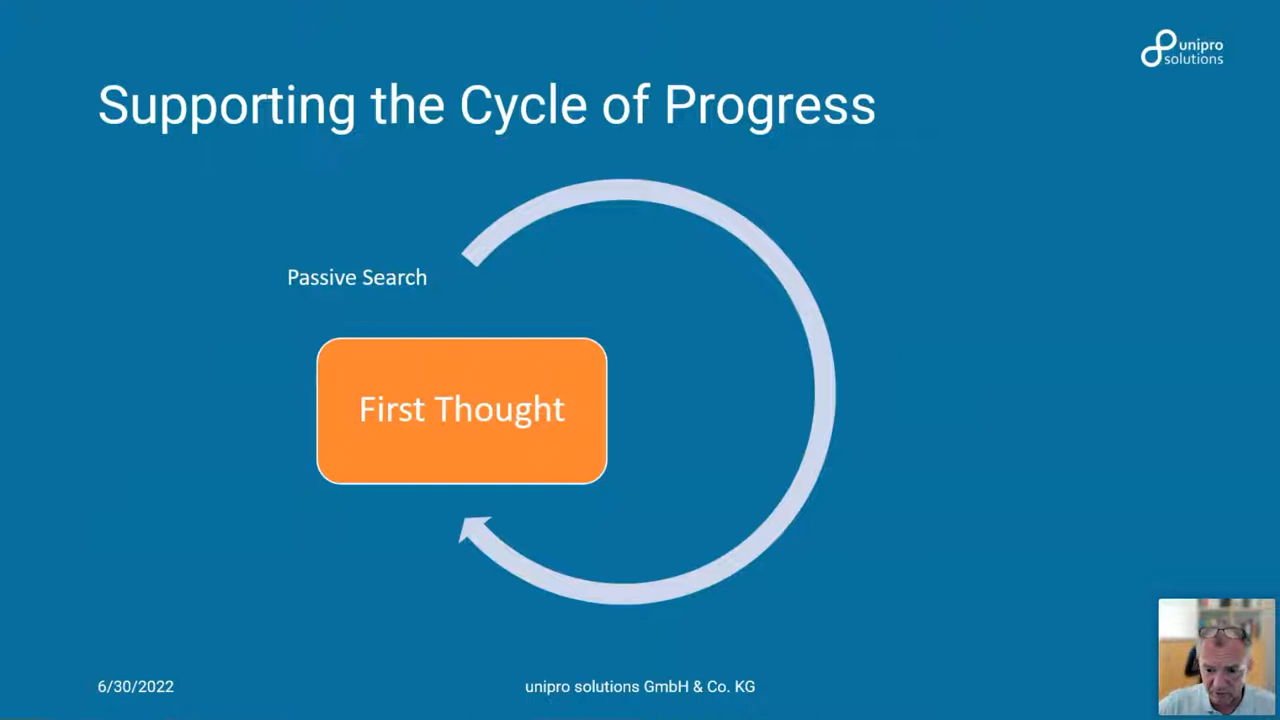 unipro
solutions
Supporting the Cycle of Progress
Passive Search
First Thought
6/30/2022
unipro solutions GmbH & Co. KG